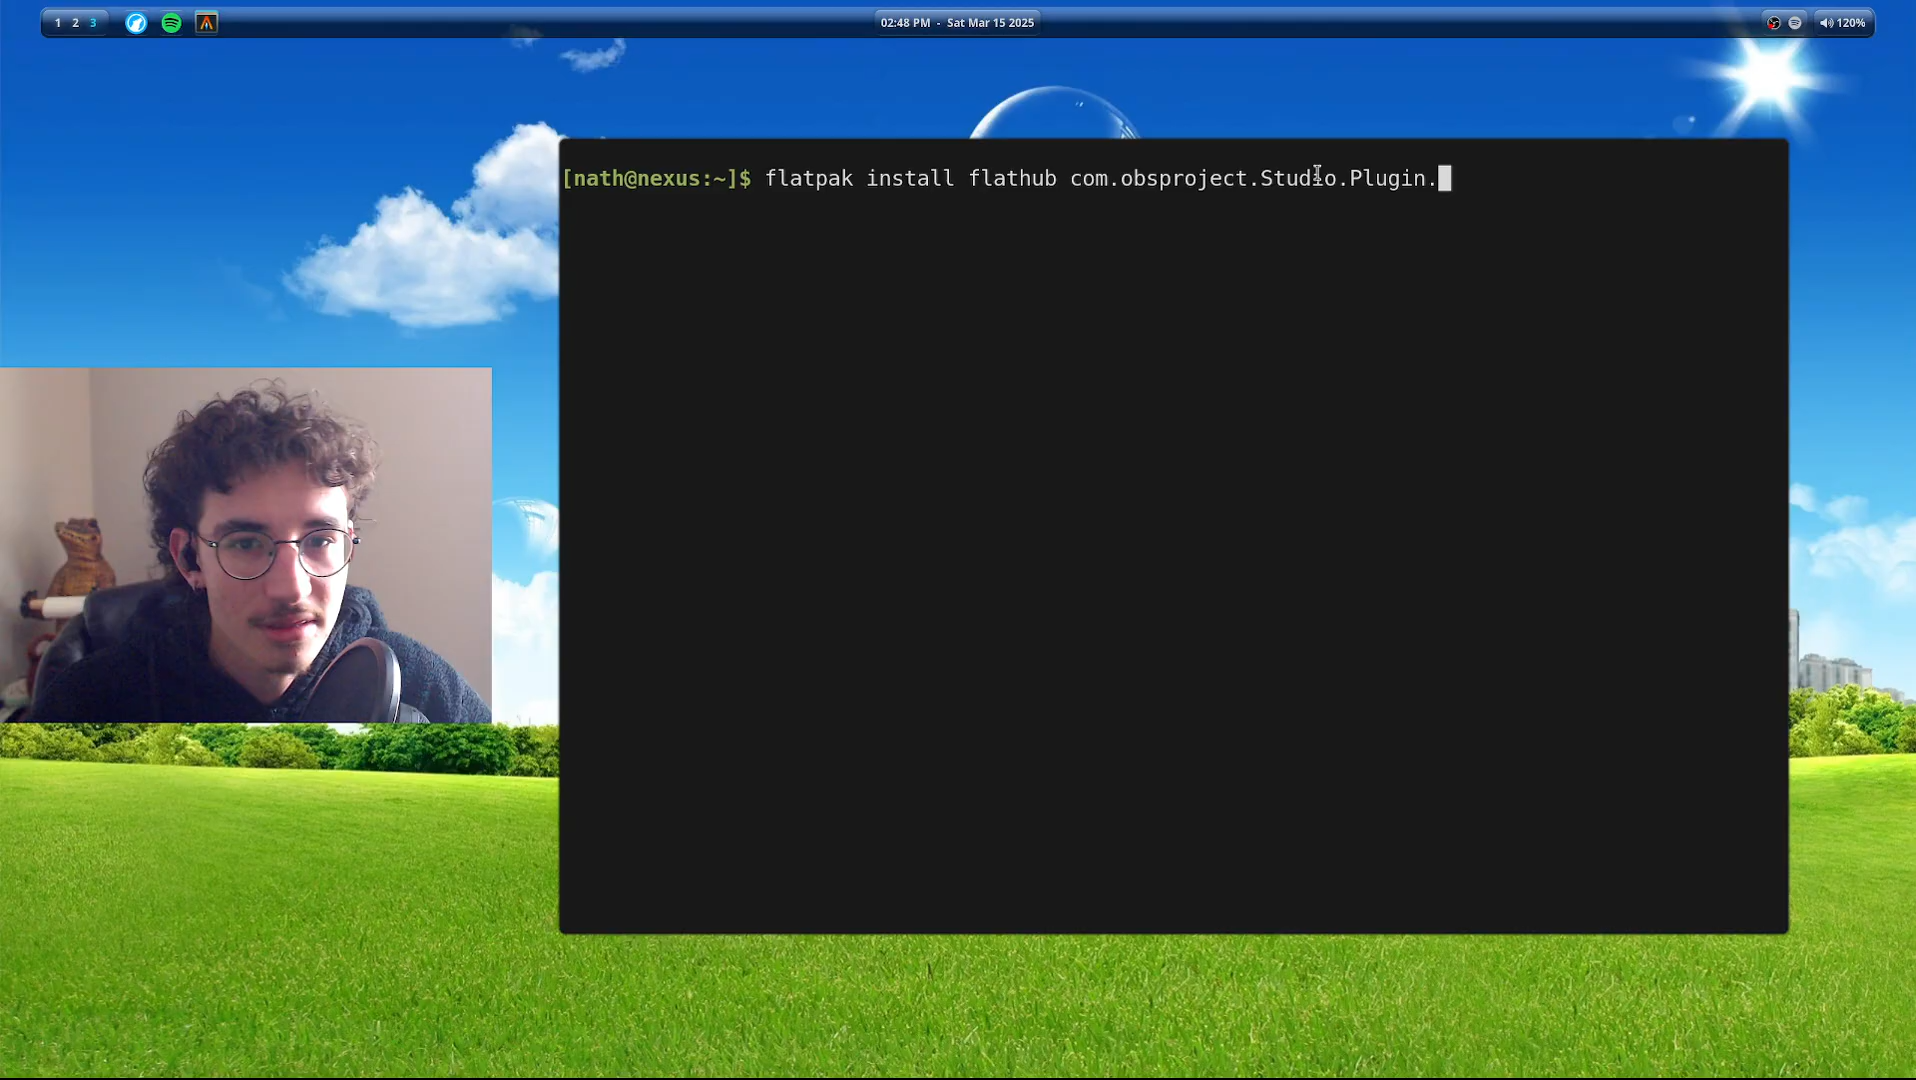 1 2 3
02:48 PM - Sat Mar 15 2025
120%
[nath@nexus:~]$ flatpak install flathub com.obsproject.Studio.Plugin.